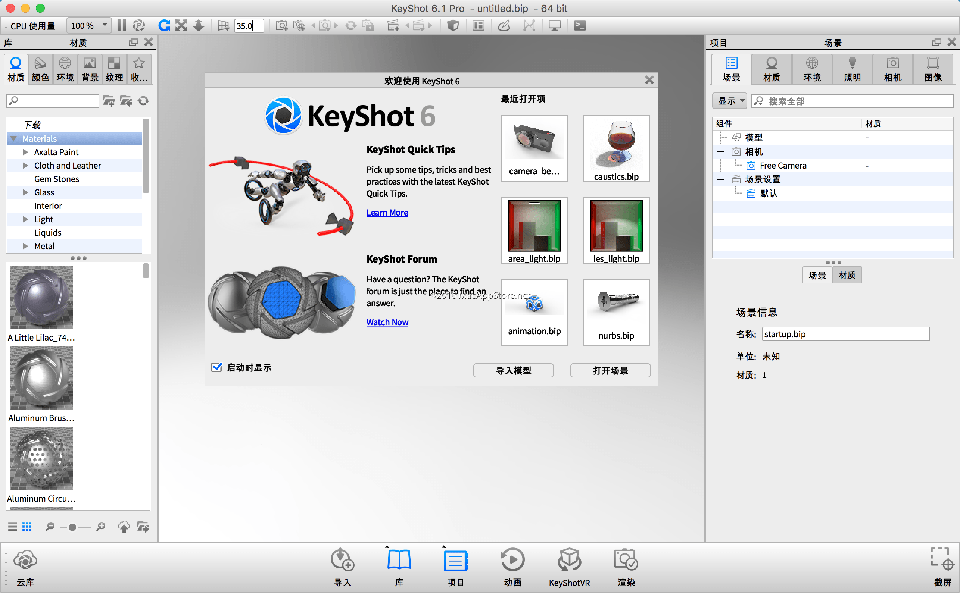 KeyShot 6.1 Pro - untitled.bip - 64 bit
CPU 使用量 100 % 35.0
库 材质
材质 颜色 环境 背景 纹理 收...
下载
Materials
Axalta Paint
Cloth and Leather
Gem Stones
Glass
Interior
Light
Liquids
Metal
A Little Lilac_74...
Aluminum Brus...
Aluminum Circu...
欢迎使用 KeyShot 6
KeyShot 6
KeyShot Quick Tips
Pick up some tips, tricks and best
practices with the latest KeyShot
Quick Tips.
Learn More
KeyShot Forum
Have a question? The KeyShot
forum is just the place to find an
answer.
Watch Now
启动时显示
最近打开项
camera_be...
caustics.bip
area_light.bip
ies_light.bip
animation.bip
nurbs.bip
导入模型
打开场景
项目 场景
场景 材质 环境 照明 相机 图像
显示 搜索全部
组件 材质
模型 -
相机
Free Camera -
场景设置
默认
场景 材质
场景信息
名称: startup.bip
单位: 未知
材质: 1
云库 导入 库 项目 动画 KeyShotVR 渲染 截屏